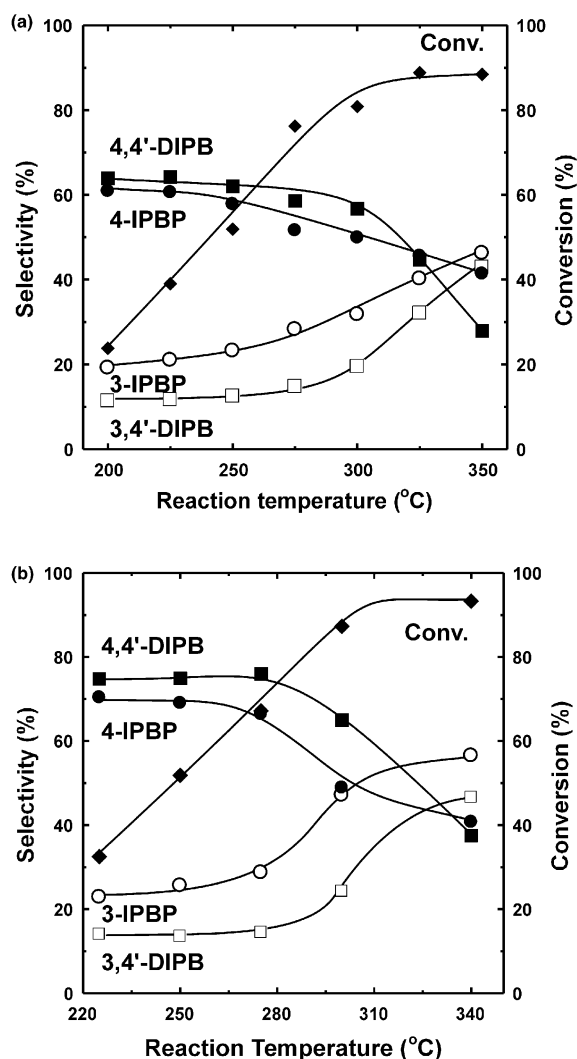 (a)
100
100
Conv.
80
80
4,4'-DIPB
60
60
4-IPBP
40
40
20
20
3-IPBP
3,4'-DIPB
0
0
200
250
300
350
Selectivity (%)
Conversion (%)
Reaction temperature (°C)
(b)
100
100
Conv.
4,4'-DIPB
80
80
4-IPBP
60
60
40
40
20
20
3-IPBP
3,4'-DIPB
0
0
220
250
280
310
340
Selectivity (%)
Conversion (%)
Reaction Temperature (°C)